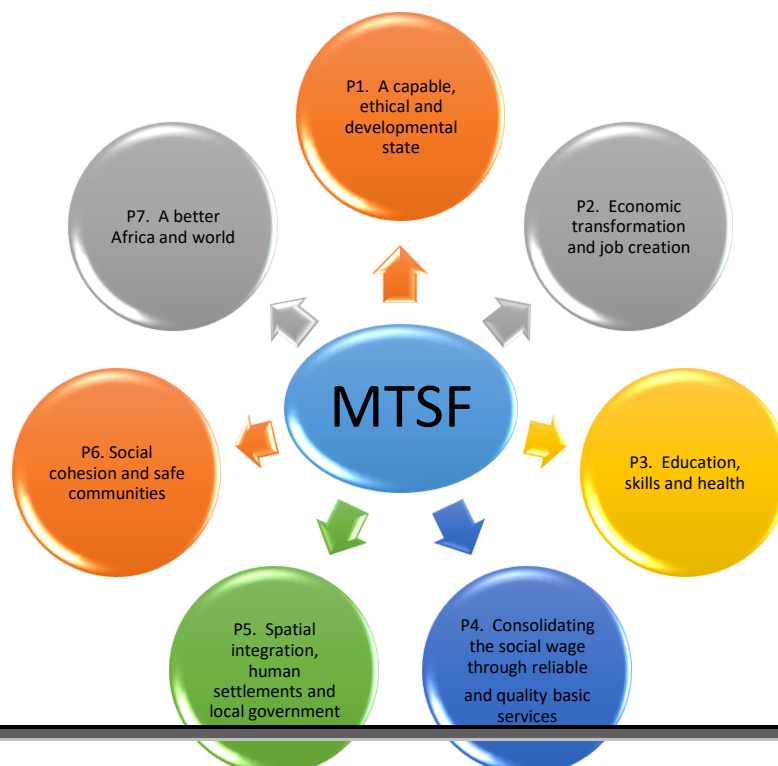 P1. A capable,
ethical and
developmental
state
P2. Economic
transformation
and job creation
P3. Education,
skills and health
P4. Consolidating
the social wage
through reliable
and quality basic
services
P5. Spatial
integration,
human
settlements and
local government
P6. Social
cohesion and safe
communities
P7. A better
Africa and world
MTSF